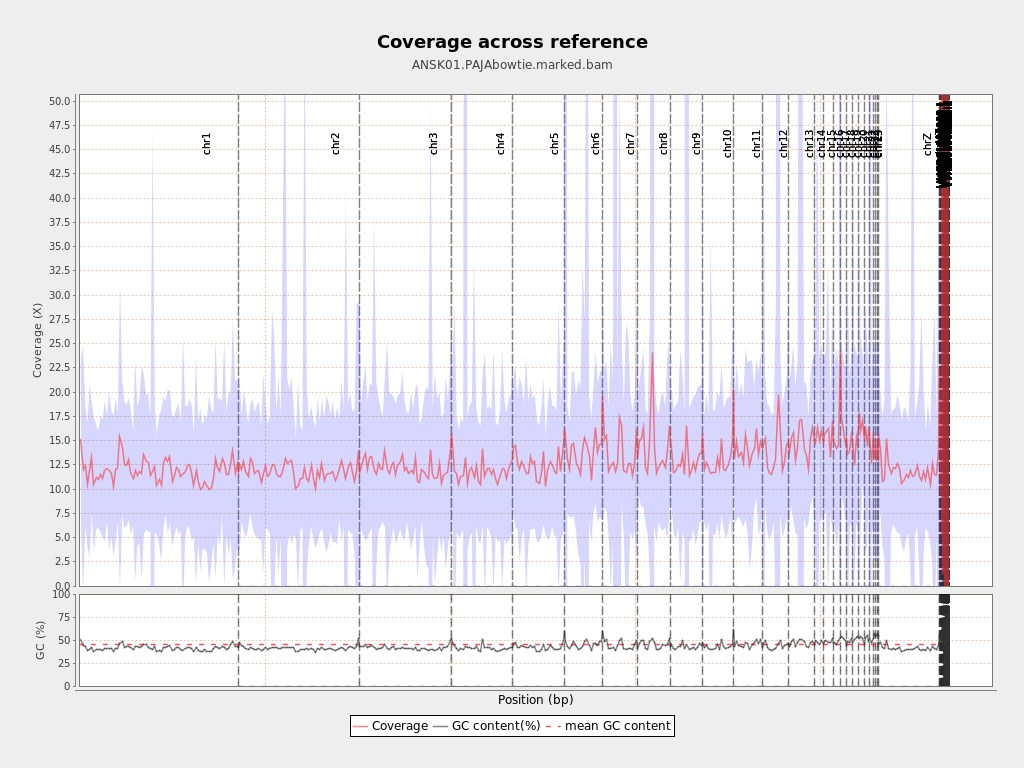 Coverage across reference
ANSK01.PAJAbowtie.marked.bam
Coverage (X)
50.0
47.5
45.0
42.5
40.0
37.5
35.0
32.5
30.0
27.5
25.0
22.5
20.0
17.5
15.0
12.5
10.0
7.5
5.0
2.5
0.0
chr1
chr2
chr3
chr4
chr5
chr6
chr7
chr8
chr9
chr10
chr11
chr12
chr13
chr14
chr15
chrZ
GC (%)
100
75
50
25
0
Position (bp)
Coverage GC content(%) mean GC content